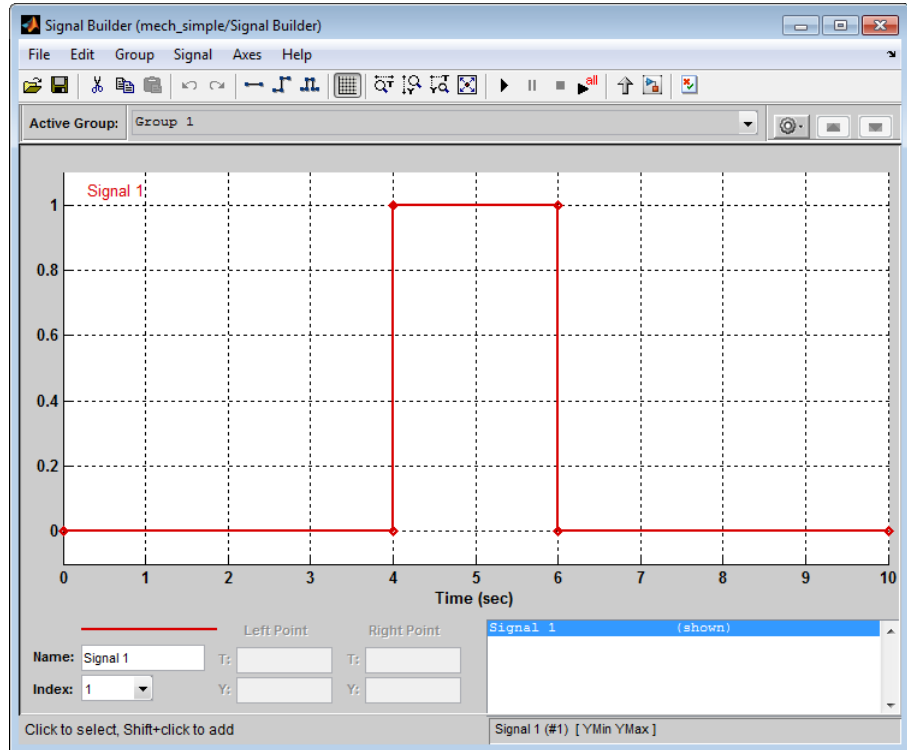 Signal Builder (mech_simple/Signal Builder)
File Edit Group Signal Axes Help
all
Active Group: Group 1
Signal 1
1
0.8
0.6
0.4
0.2
0
0 1 2 3 4 5 6 7 8 9 10
Time (sec)
Left Point Right Point
Name: Signal 1 T: T:
Index: 1 Y: Y:
Signal 1 (shown)
Click to select, Shift+click to add
Signal 1 (#1) [ YMin YMax ]